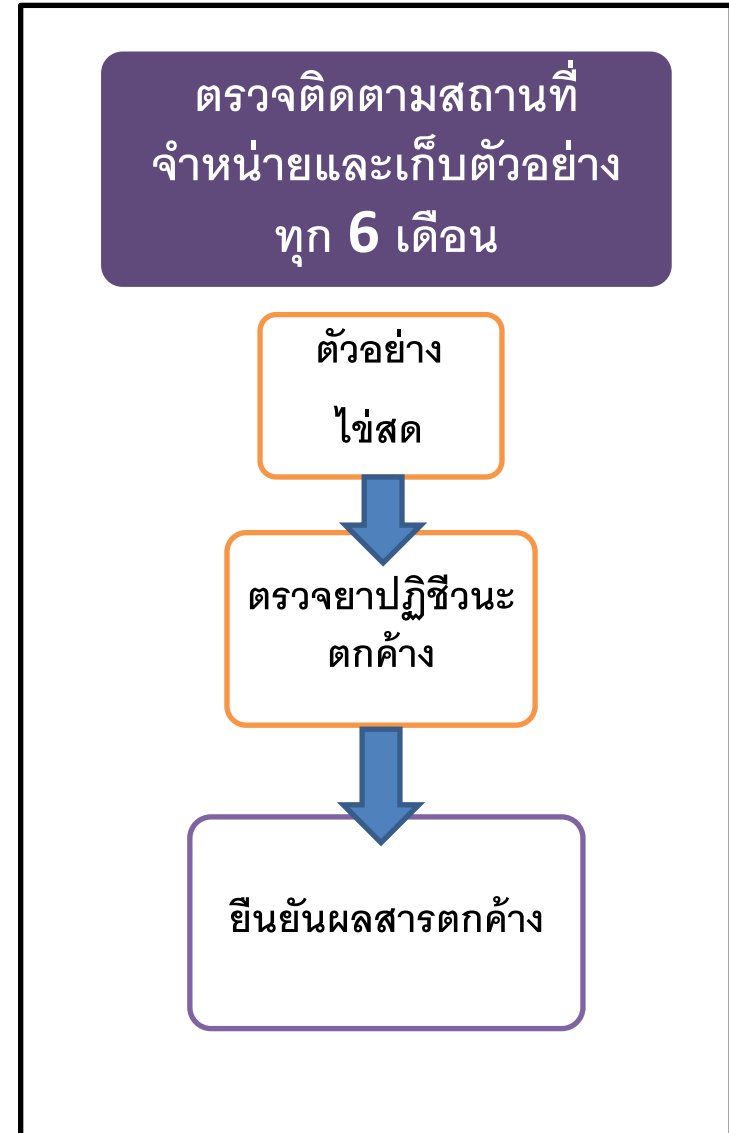 ตรวจติดตามสถานที่
จำหน่ายและเก็บตัวอย่าง
ทุก 6 เดือน
ตัวอย่าง
ไข่สด
ตรวจยาปฏิชีวนะ
ตกค้าง
ยืนยันผลสารตกค้าง